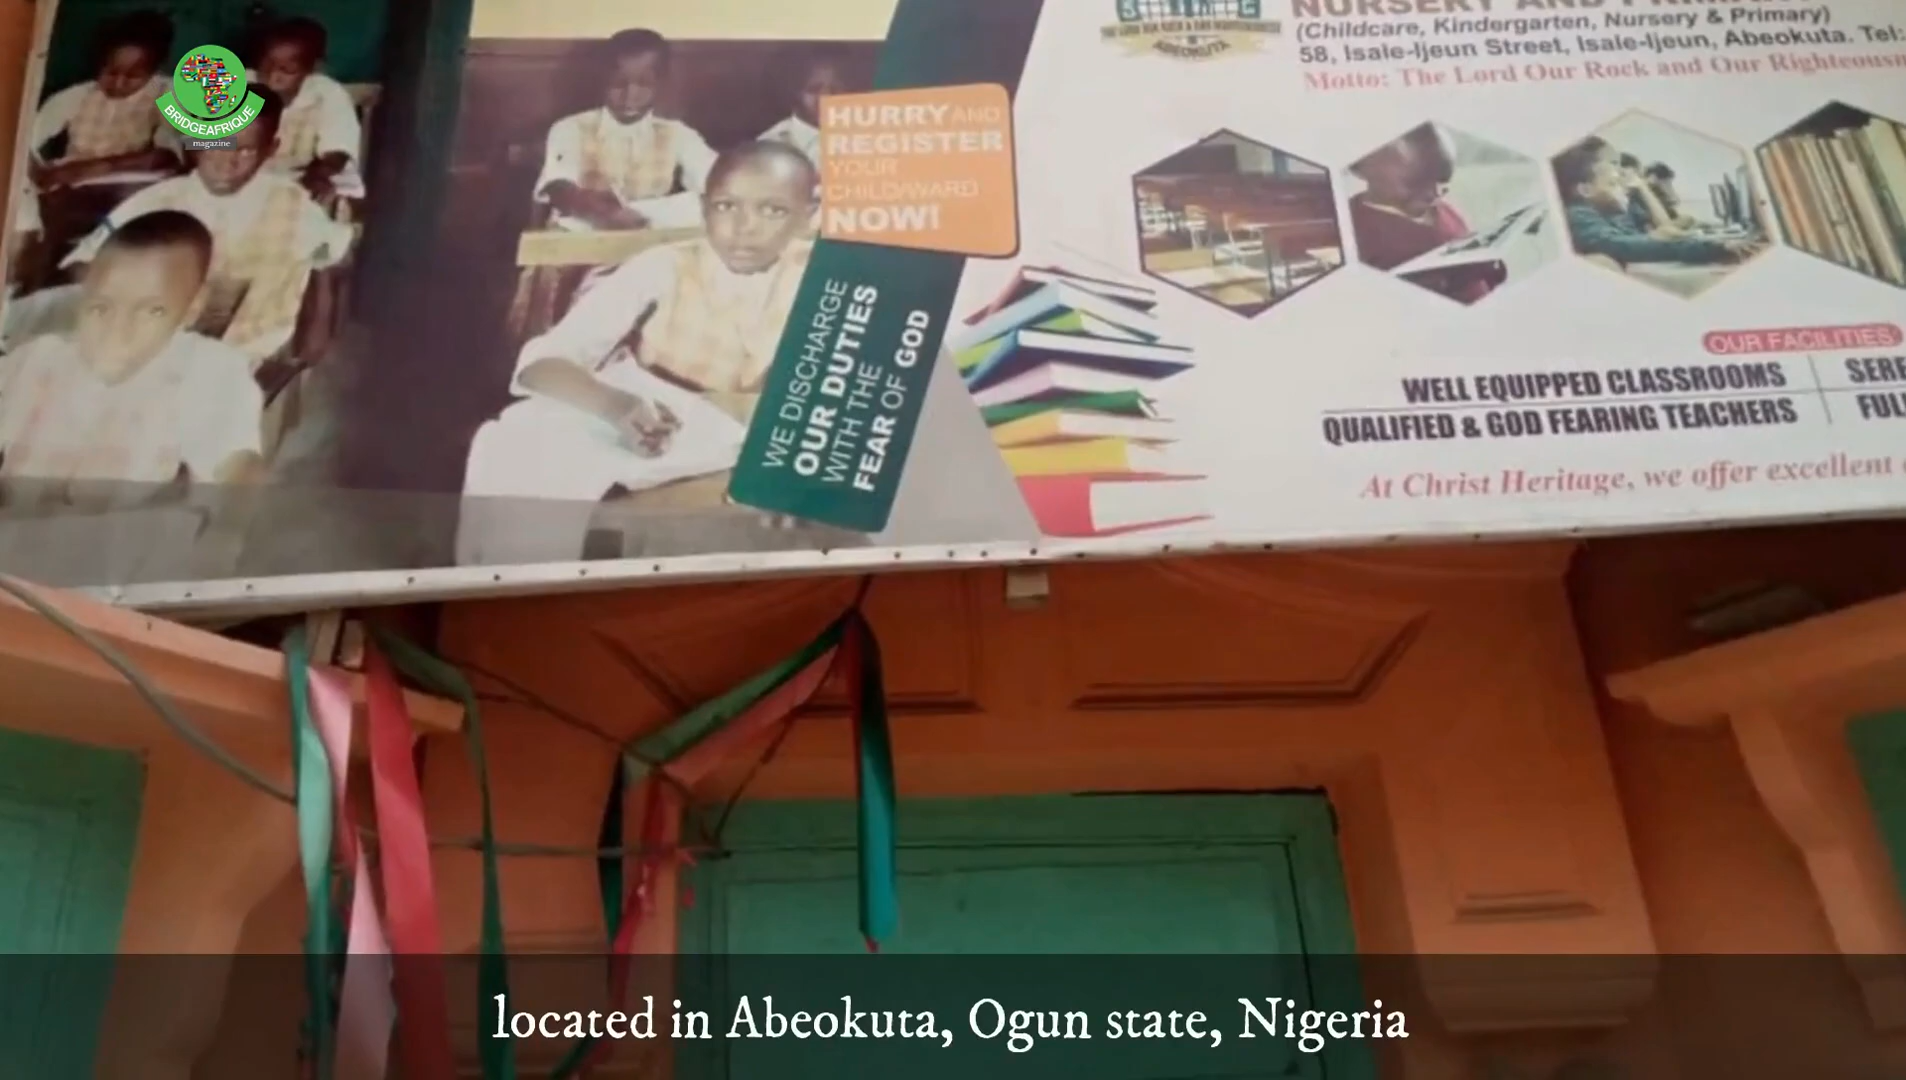 BRIDGEAFRIQUE
magazine
HURRY AND
REGISTER
YOUR
CHILD/WARD
NOW!
WE DISCHARGE
OUR DUTIES
WITH THE
FEAR OF GOD
ABEOKUTA
NURSERY AND
(Childcare, Kindergarten, Nursery & Primary)
58, Isale-Ijeun Street, Isale-Ijeun, Abeokuta. Tel:
Motto: The Lord Our Rock and Our
OUR FACILITIES
WELL EQUIPPED CLASSROOMS
QUALIFIED & GOD FEARING TEACHERS
At Christ Heritage, we offer excellent
located in Abeokuta, Ogun state, Nigeria